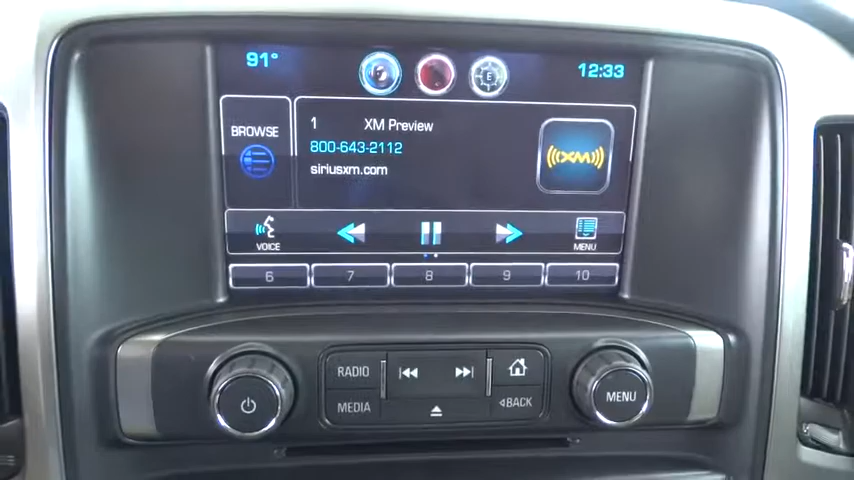 91°
12:33
E
BROWSE
1 XM Preview
800-643-2112
siriusxm.com
XM
VOICE
MENU
6 7 8 9 10
RADIO
MEDIA
BACK
MENU